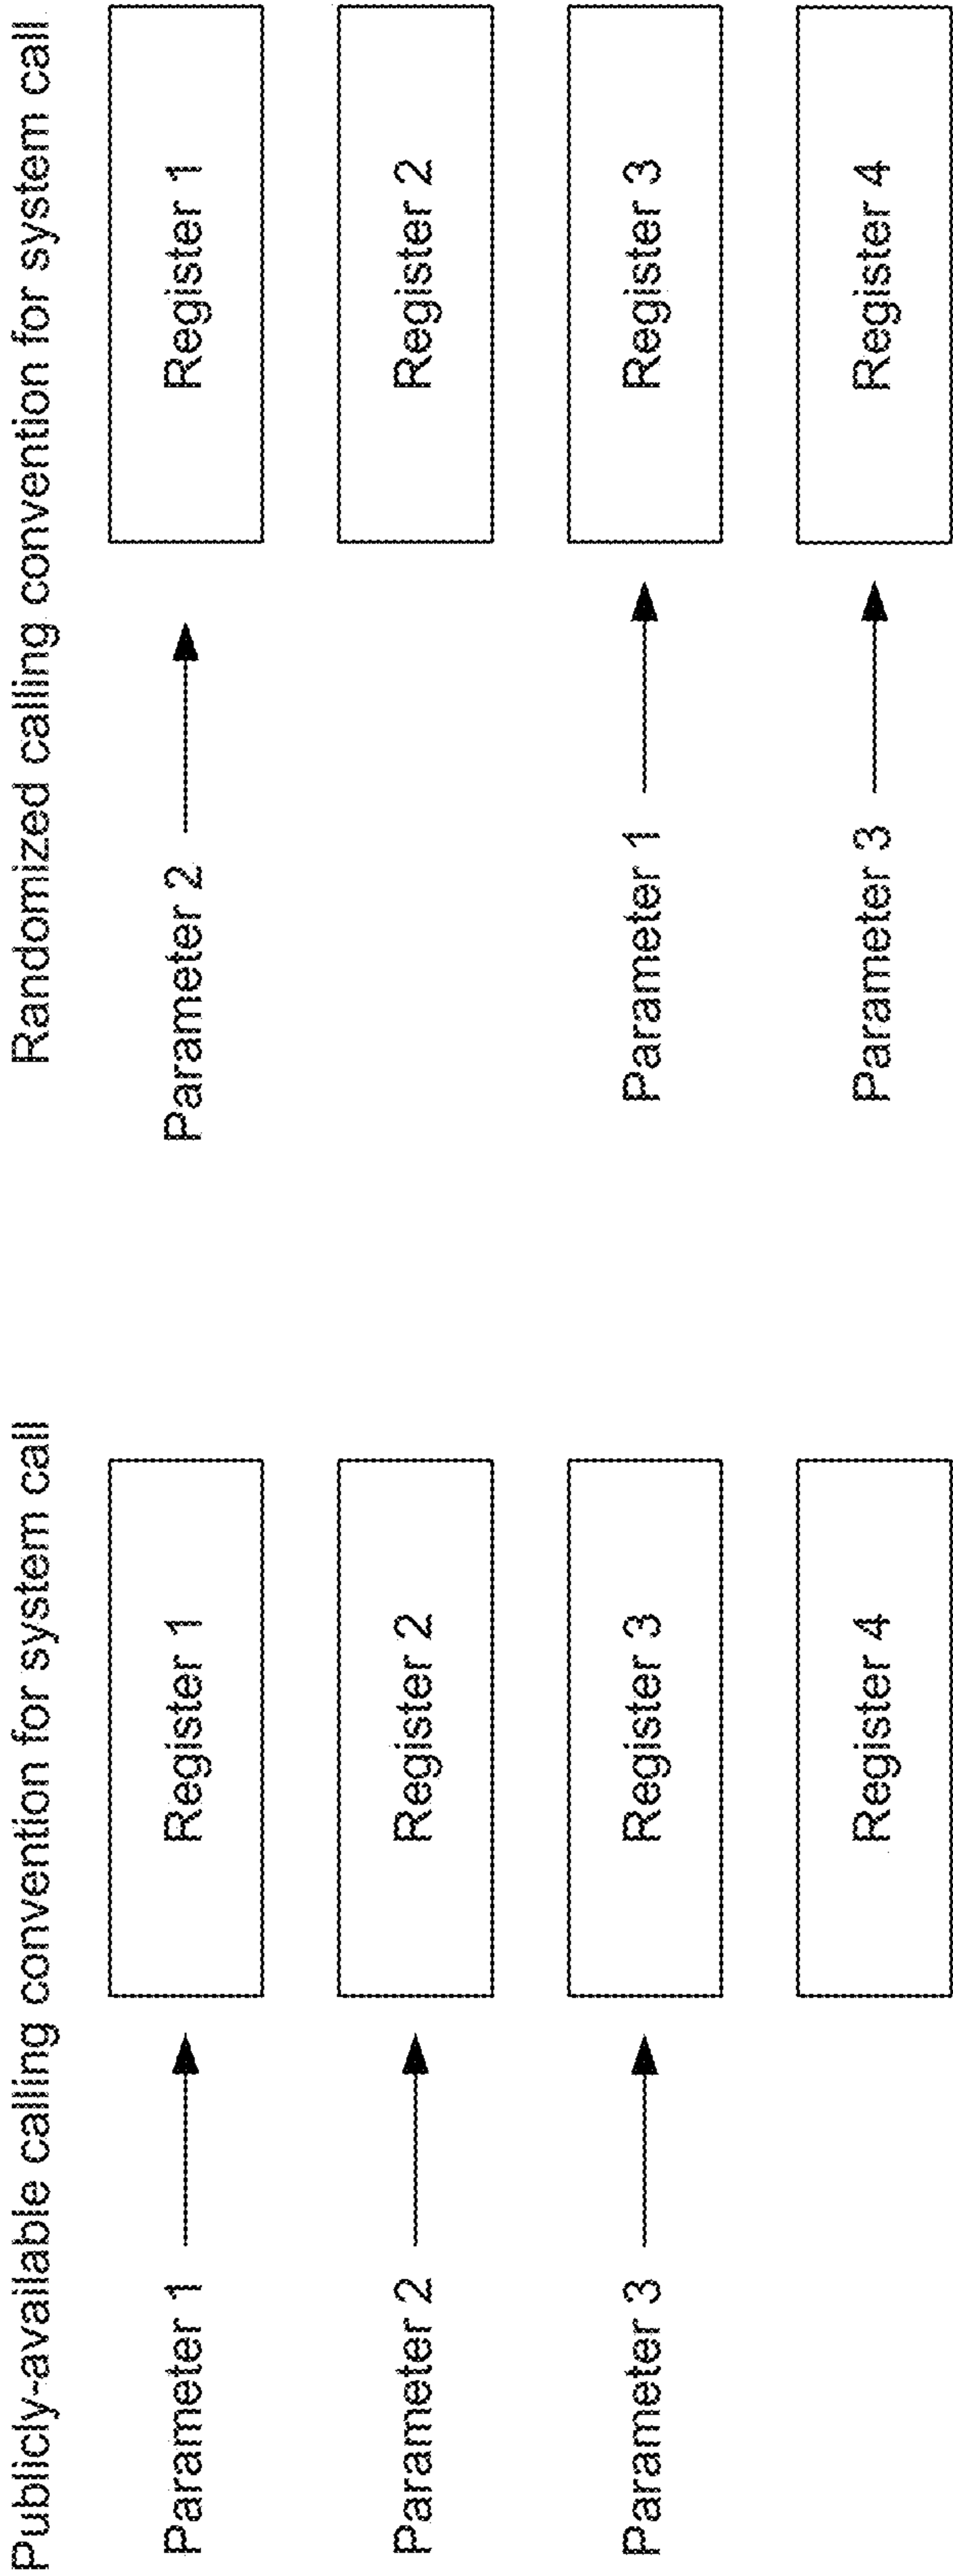 Publicly-available calling convention for system call
Parameter 1
Register 1
Parameter 2
Register 2
Parameter 3
Register 3
Register 4
Randomized calling convention for system call
Parameter 2
Register 1
Register 2
Parameter 1
Register 3
Parameter 3
Register 4